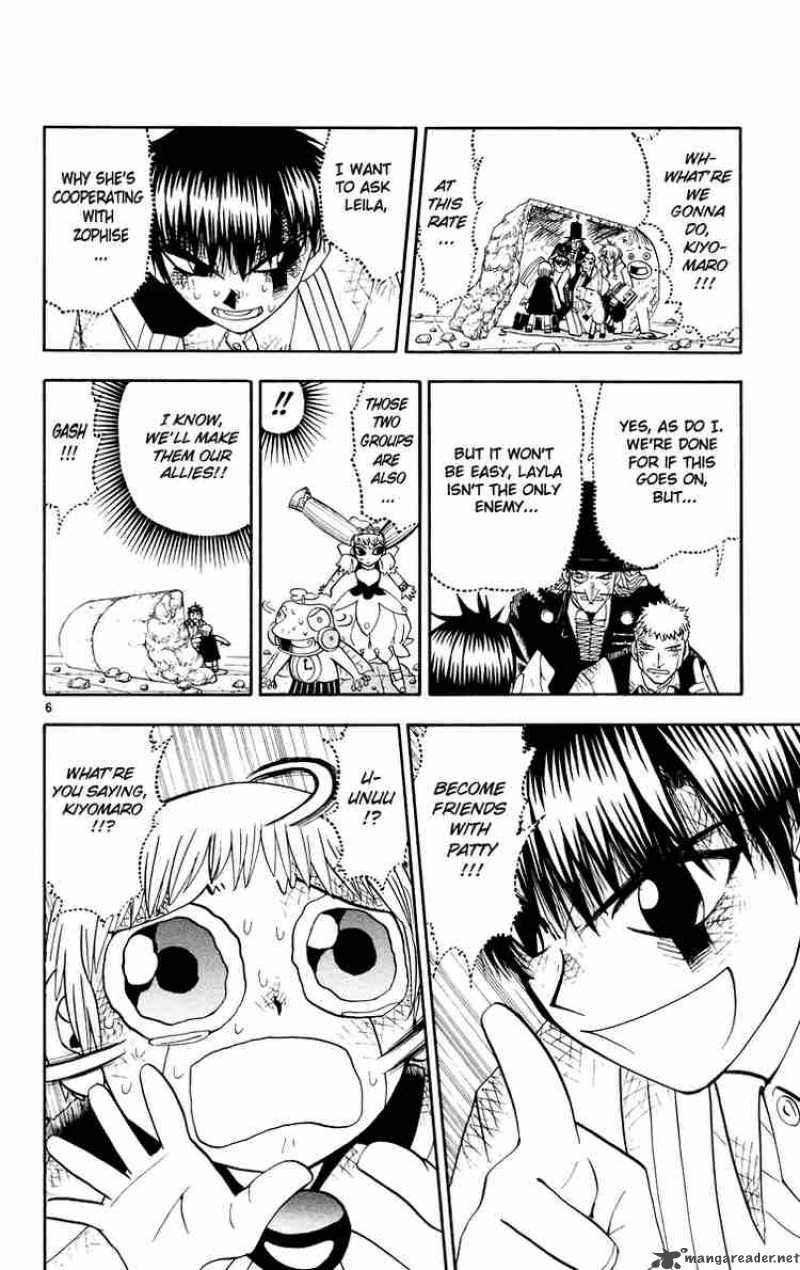 WH-
WHAT'RE
WE
GONNA
DO,
KIYO-
MARO
!!!
AT
THIS
RATE
...
I WANT
TO ASK
LEILA,
WHY SHE'S
COOPERATING
WITH
ZOPHISE
...
YES, AS DO I.
WE'RE DONE
FOR IF THIS
GOES ON,
BUT...
BUT IT WON'T
BE EASY, LAYLA
ISN'T THE ONLY
ENEMY...
THOSE
TWO
GROUPS
ARE
ALSO
...
!!
I KNOW,
WE'LL MAKE
THEM OUR
ALLIES!!
GASH
!!!
6
BECOME
FRIENDS
WITH
PATTY
!!!
U-
UNUU
!?
WHAT'RE
YOU
SAYING,
KIYOMARO
!!?
mangareader.net